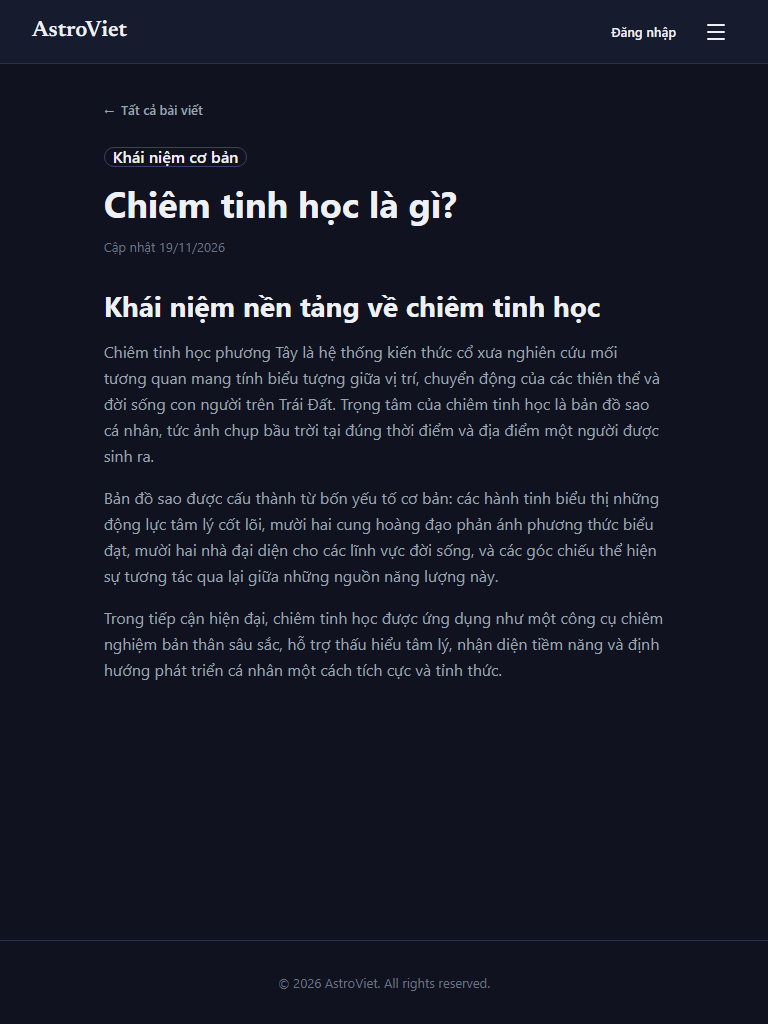 AstroViet
Đăng nhập
← Tất cả bài viết
Khái niệm cơ bản
Chiêm tinh học là gì?
Cập nhật 19/11/2026
Khái niệm nền tảng về chiêm tinh học
Chiêm tinh học phương Tây là hệ thống kiến thức cổ xưa nghiên cứu mối
tương quan mang tính biểu tượng giữa vị trí, chuyển động của các thiên thể và
đời sống con người trên Trái Đất. Trọng tâm của chiêm tinh học là bản đồ sao
cá nhân, tức ảnh chụp bầu trời tại đúng thời điểm và địa điểm một người được
sinh ra.
Bản đồ sao được cấu thành từ bốn yếu tố cơ bản: các hành tinh biểu thị những
động lực tâm lý cốt lõi, mười hai cung hoàng đạo phản ánh phương thức biểu
đạt, mười hai nhà đại diện cho các lĩnh vực đời sống, và các góc chiếu thể hiện
sự tương tác qua lại giữa những nguồn năng lượng này.
Trong tiếp cận hiện đại, chiêm tinh học được ứng dụng như một công cụ chiêm
nghiệm bản thân sâu sắc, hỗ trợ thấu hiểu tâm lý, nhận diện tiềm năng và định
hướng phát triển cá nhân một cách tích cực và tỉnh thức.
© 2026 AstroViet. All rights reserved.